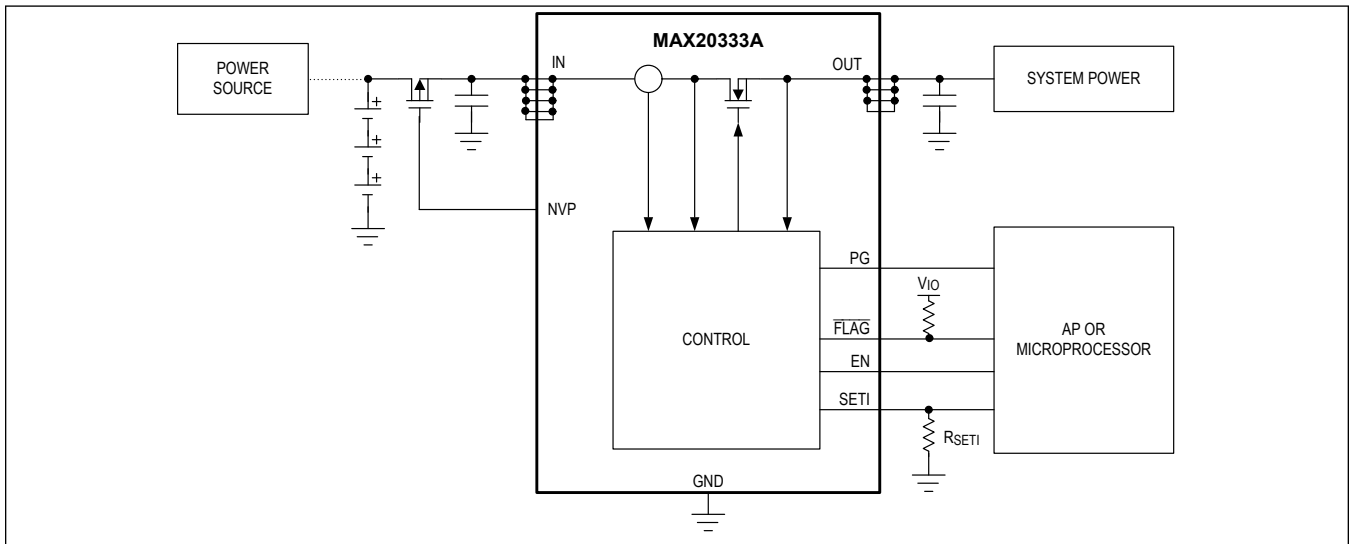 MAX20333A
POWER
SOURCE
IN
OUT
SYSTEM POWER
+
+
+
NVP
PG
VIO
CONTROL
FLAG
AP OR
MICROPROCESSOR
EN
SETI
RSETI
GND